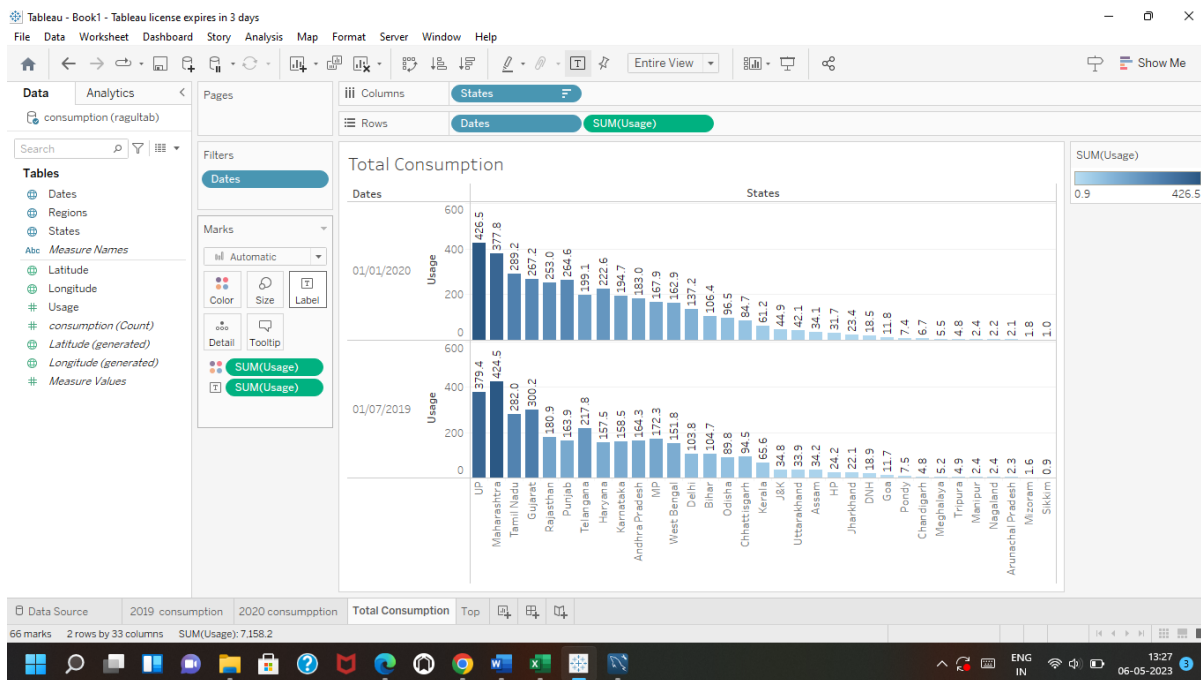 Tableau - Book1 - Tableau license expires in 3 days
File Data Worksheet Dashboard Story Analysis Map Format Server Window Help
Entire View
Show Me
Data Analytics
consumption (ragultab)
Search
Tables
Dates
Regions
States
Abc Measure Names
Latitude
Longitude
Usage
consumption (Count)
Latitude (generated)
Longitude (generated)
Measure Values
Pages
Filters
Dates
Marks
Automatic
Color Size Label
Detail Tooltip
SUM(Usage)
SUM(Usage)
Columns States
Rows Dates SUM(Usage)
Total Consumption
Dates States
01/01/2020
Usage
600
400
200
0
426.5 377.8 289.2 267.2 253.0 264.6 199.1 222.6 194.7 183.0 167.9 162.9 137.2 106.4 96.5 84.7 61.2 44.9 42.1 34.1 31.7 23.4 18.5 11.8 7.4 6.7 5.5 4.8 2.4 2.2 2.1 1.8 1.0
01/07/2019
Usage
600
400
200
0
379.4 424.5 282.0 300.2 180.9 163.9 217.8 157.5 158.5 164.3 172.3 151.8 103.8 104.7 89.8 94.5 65.6 34.8 33.9 34.2 24.2 22.1 18.9 11.7 7.5 4.8 5.2 4.9 2.4 2.4 2.3 1.6 0.9
UP Maharashtra Tamil Nadu Gujarat Rajasthan Punjab Telangana Haryana Karnataka Andhra Pradesh MP West Bengal Delhi Bihar Odisha Chhattisgarh Kerala J&K Uttarakhand Assam HP Jharkhand DNH Goa Pondy Chandigarh Meghalaya Tripura Manipur Nagaland Arunachal Pradesh Mizoram Sikkim
SUM(Usage)
0.9 426.5
Data Source 2019 consumption 2020 consumpption Total Consumption Top
66 marks 2 rows by 33 columns SUM(Usage): 7,158.2
ENG
IN
13:27
06-05-2023
3